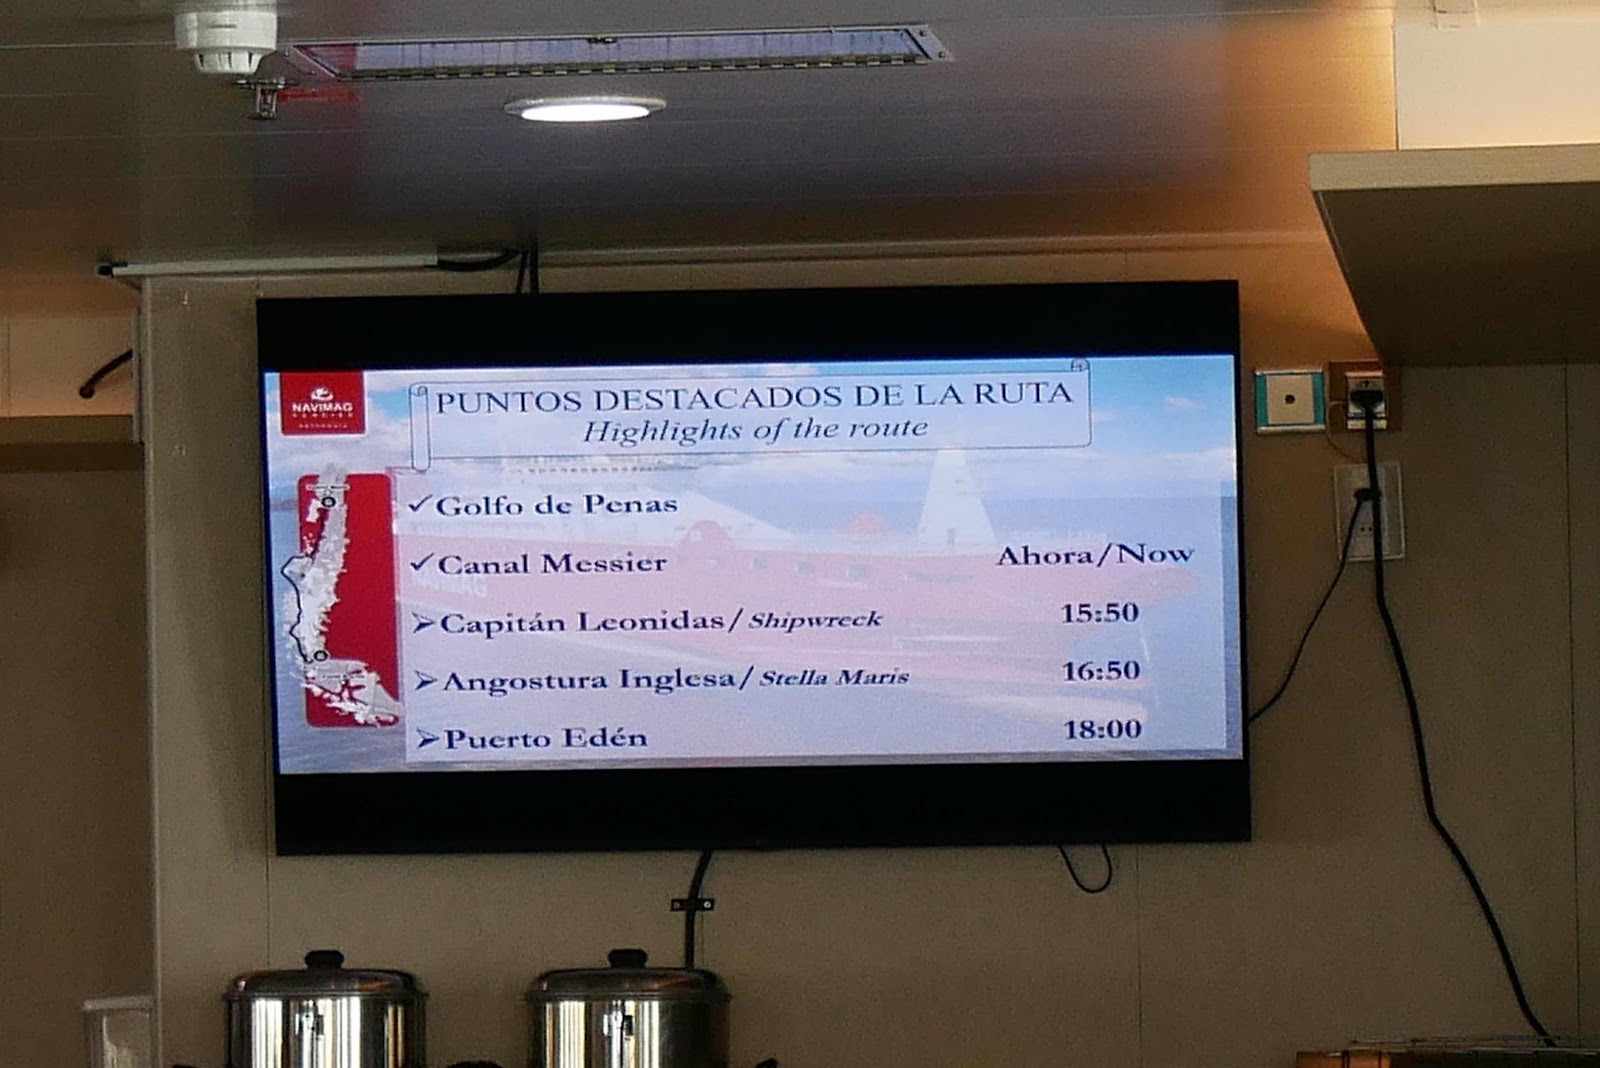 NAVIMAG
PUNTOS DESTACADOS DE LA RUTA
Highlights of the route
✓Golfo de Penas
✓Canal Messier Ahora/Now
➢Capitán Leonidas/Shipwreck 15:50
➢Angostura Inglesa/Stella Maris 16:50
➢Puerto Edén 18:00